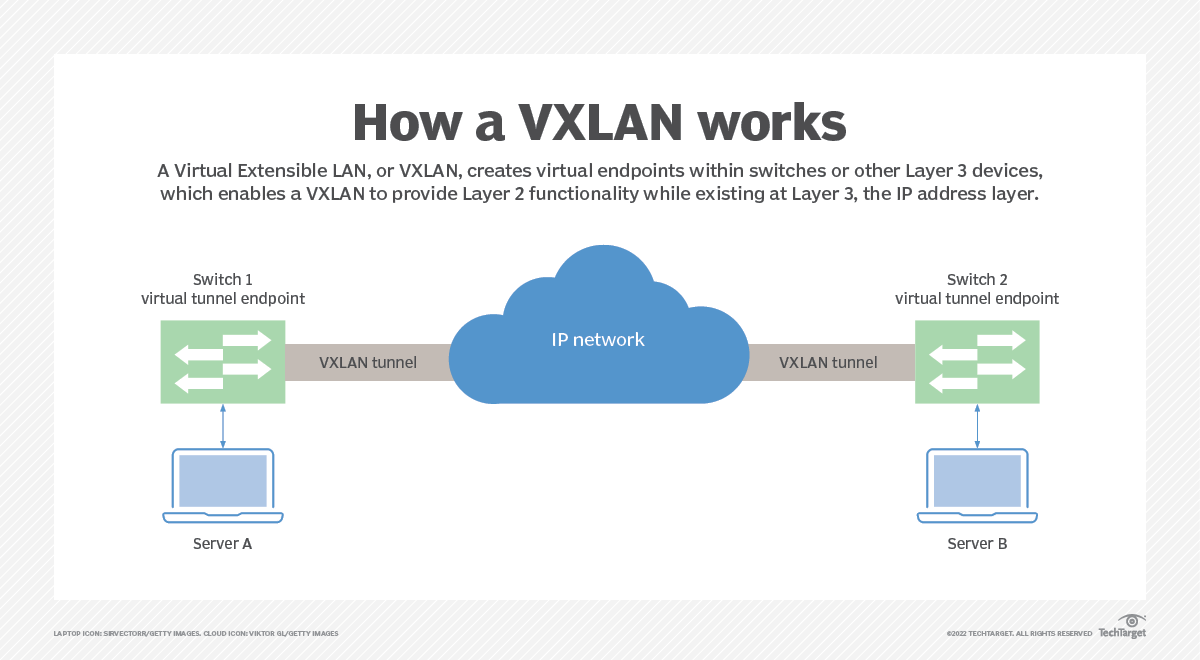 How a VXLAN works
A Virtual Extensible LAN, or VXLAN, creates virtual endpoints within switches or other Layer 3 devices,
which enables a VXLAN to provide Layer 2 functionality while existing at Layer 3, the IP address layer.
Switch 1
virtual tunnel endpoint
Switch 2
virtual tunnel endpoint
IP network
VXLAN tunnel
VXLAN tunnel
Server A
Server B
LAPTOP ICON: SIRVECTORR/GETTY IMAGES. CLOUD ICON: VIKTOR GL/GETTY IMAGES
©2022 TECHTARGET. ALL RIGHTS RESERVED
TechTarget